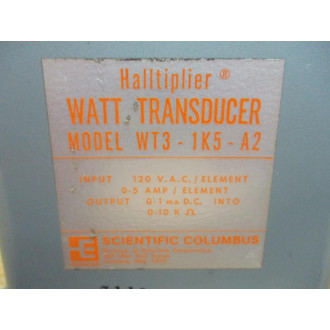 Halltiplier ®
WATT TRANSDUCER
MODEL WT3 - 1K5 - A2
INPUT 120 V.A.C. / ELEMENT
0-5 AMP / ELEMENT
OUTPUT 0-1 ma D.C. INTO
0-10 K Ω
SCIENTIFIC COLUMBUS